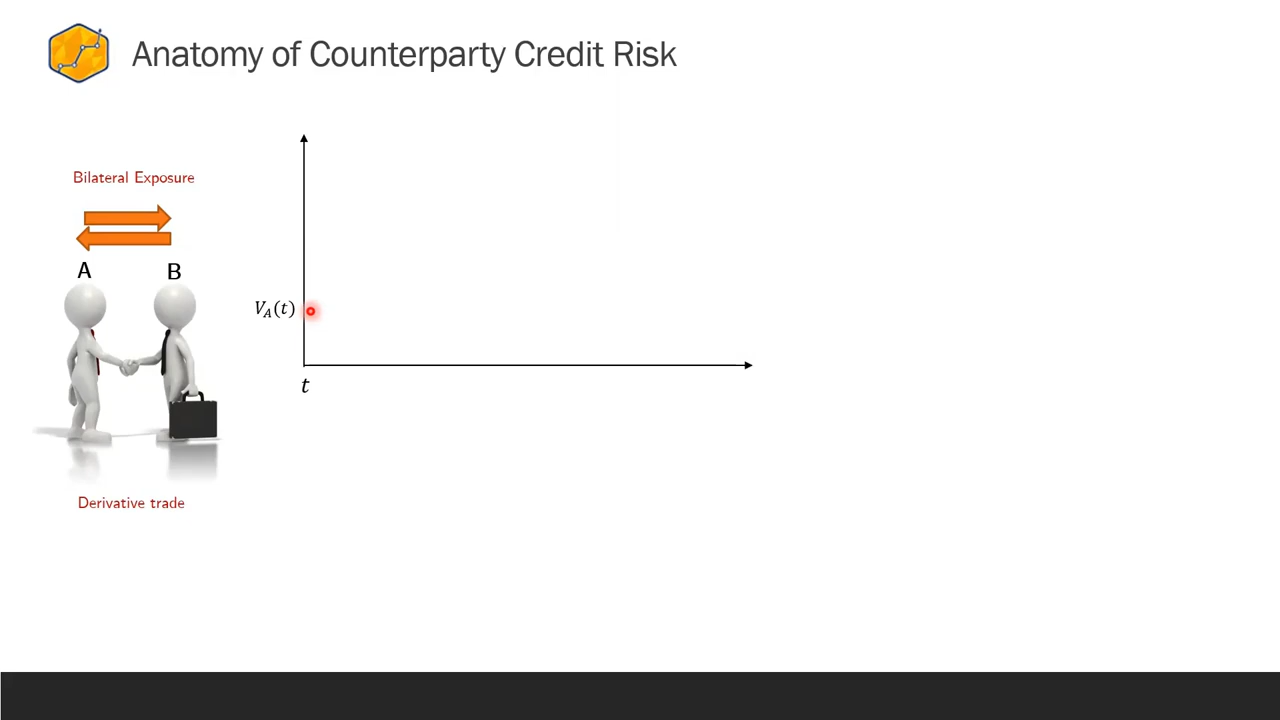 Anatomy of Counterparty Credit Risk
Bilateral Exposure
A B
V_A(t)
t
Derivative trade